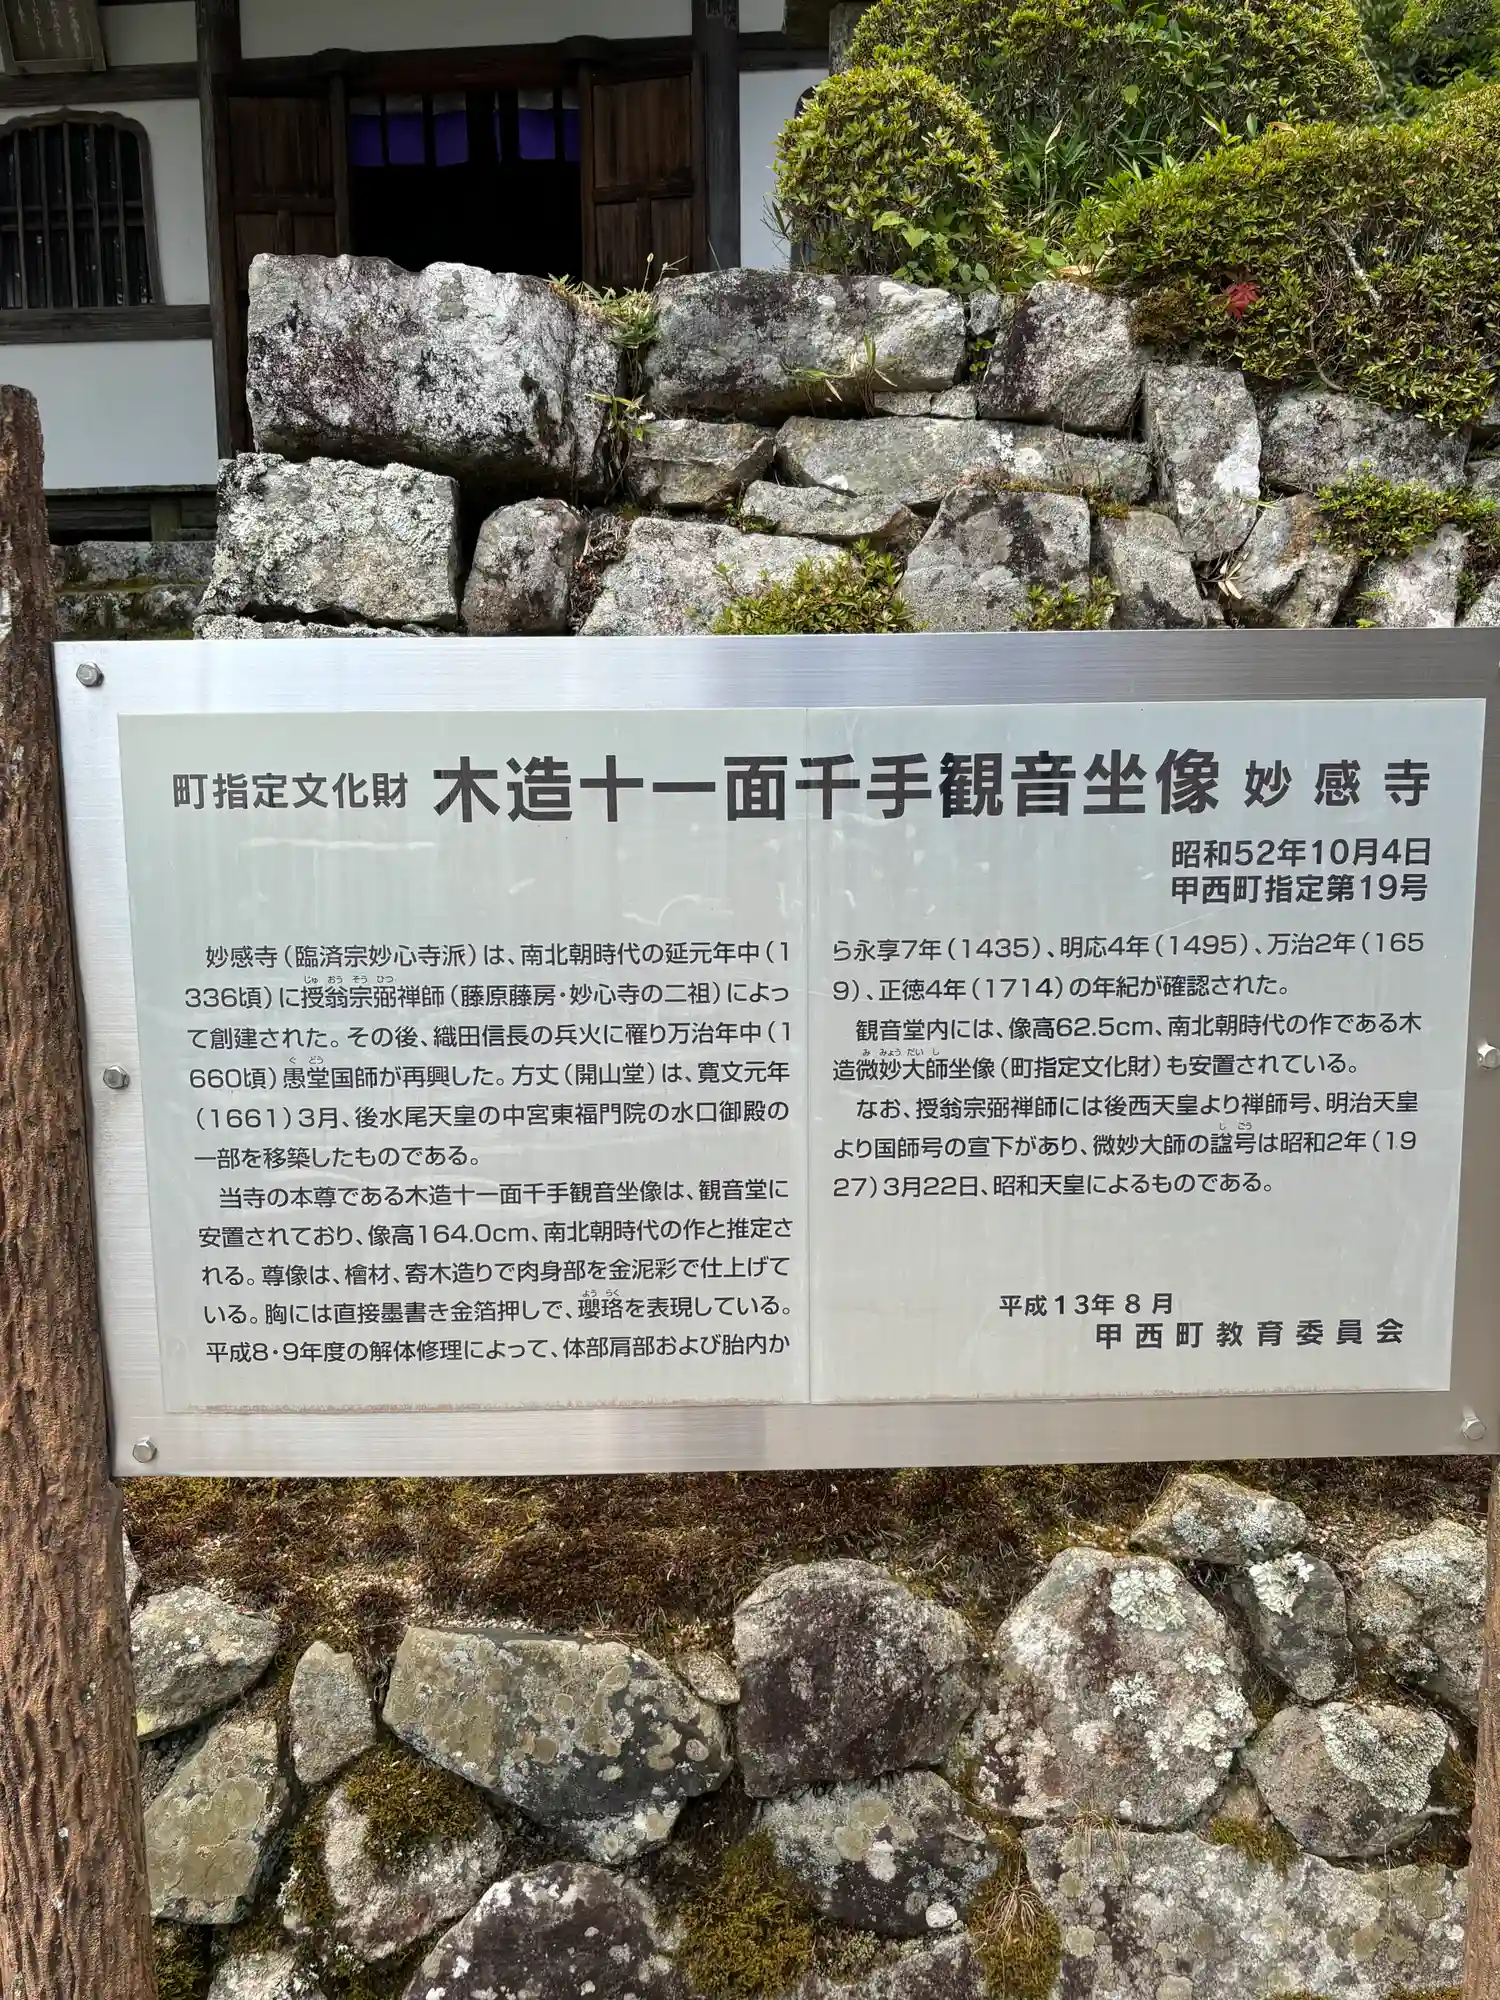 町指定文化財 木造十一面千手観音坐像 妙感寺
昭和52年10月4日
甲西町指定第19号
妙感寺(臨済宗妙心寺派)は、南北朝時代の延元年中(1
336頃)に授翁宗弼禅師(藤原藤房・妙心寺の二祖)によっ
て創建された。その後、織田信長の兵火に罹り万治年中(1
660頃)愚堂国師が再興した。方丈(開山堂)は、寛文元年
(1661)3月、後水尾天皇の中宮東福門院の水口御殿の
一部を移築したものである。
当寺の本尊である木造十一面千手観音坐像は、観音堂に
安置されており、像高164.0cm、南北朝時代の作と推定さ
れる。尊像は、檜材、寄木造りで肉身部を金泥彩で仕上げて
いる。胸には直接墨書き金箔押しで、瓔珞を表現している。
平成8・9年度の解体修理によって、体部肩部および胎内か
ら永享7年(1435)、明応4年(1495)、万治2年(165
9)、正徳4年(1714)の年紀が確認された。
観音堂内には、像高62.5cm、南北朝時代の作である木
造微妙大師坐像(町指定文化財)も安置されている。
なお、授翁宗弼禅師には後西天皇より禅師号、明治天皇
より国師号の宣下があり、微妙大師の諡号は昭和2年(19
27)3月22日、昭和天皇によるものである。
平成13年8月
甲西町教育委員会